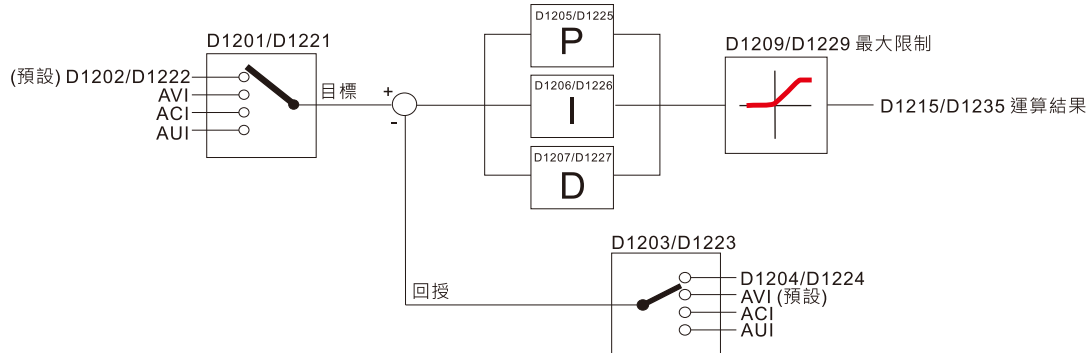 D1201/D1221
(預設) D1202/D1222
AVI
ACI
AUI
目標
+
-
D1205/D1225
P
D1206/D1226
I
D1207/D1227
D
D1209/D1229 最大限制
D1215/D1235 運算結果
回授
D1203/D1223
D1204/D1224
AVI (預設)
ACI
AUI